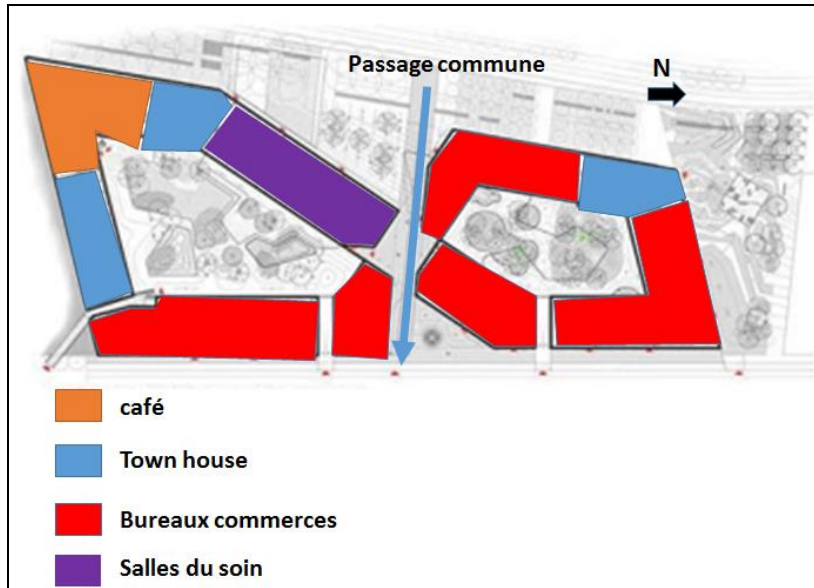 Passage commune
N
café
Town house
Bureaux commerces
Salles du soin